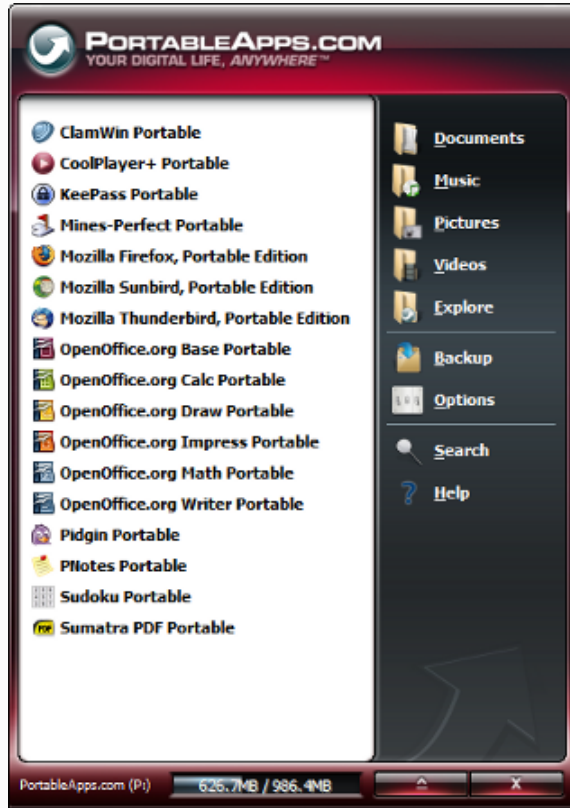 PORTABLEAPPS.COM
YOUR DIGITAL LIFE, ANYWHERE™
ClamWin Portable
CoolPlayer+ Portable
KeePass Portable
Mines-Perfect Portable
Mozilla Firefox, Portable Edition
Mozilla Sunbird, Portable Edition
Mozilla Thunderbird, Portable Edition
OpenOffice.org Base Portable
OpenOffice.org Calc Portable
OpenOffice.org Draw Portable
OpenOffice.org Impress Portable
OpenOffice.org Math Portable
OpenOffice.org Writer Portable
Pidgin Portable
PNotes Portable
Sudoku Portable
PDF Sumatra PDF Portable
Documents
Music
Pictures
Videos
Explore
Backup
Options
Search
Help
PortableApps.com (P:) 626.7MB / 986.4MB X